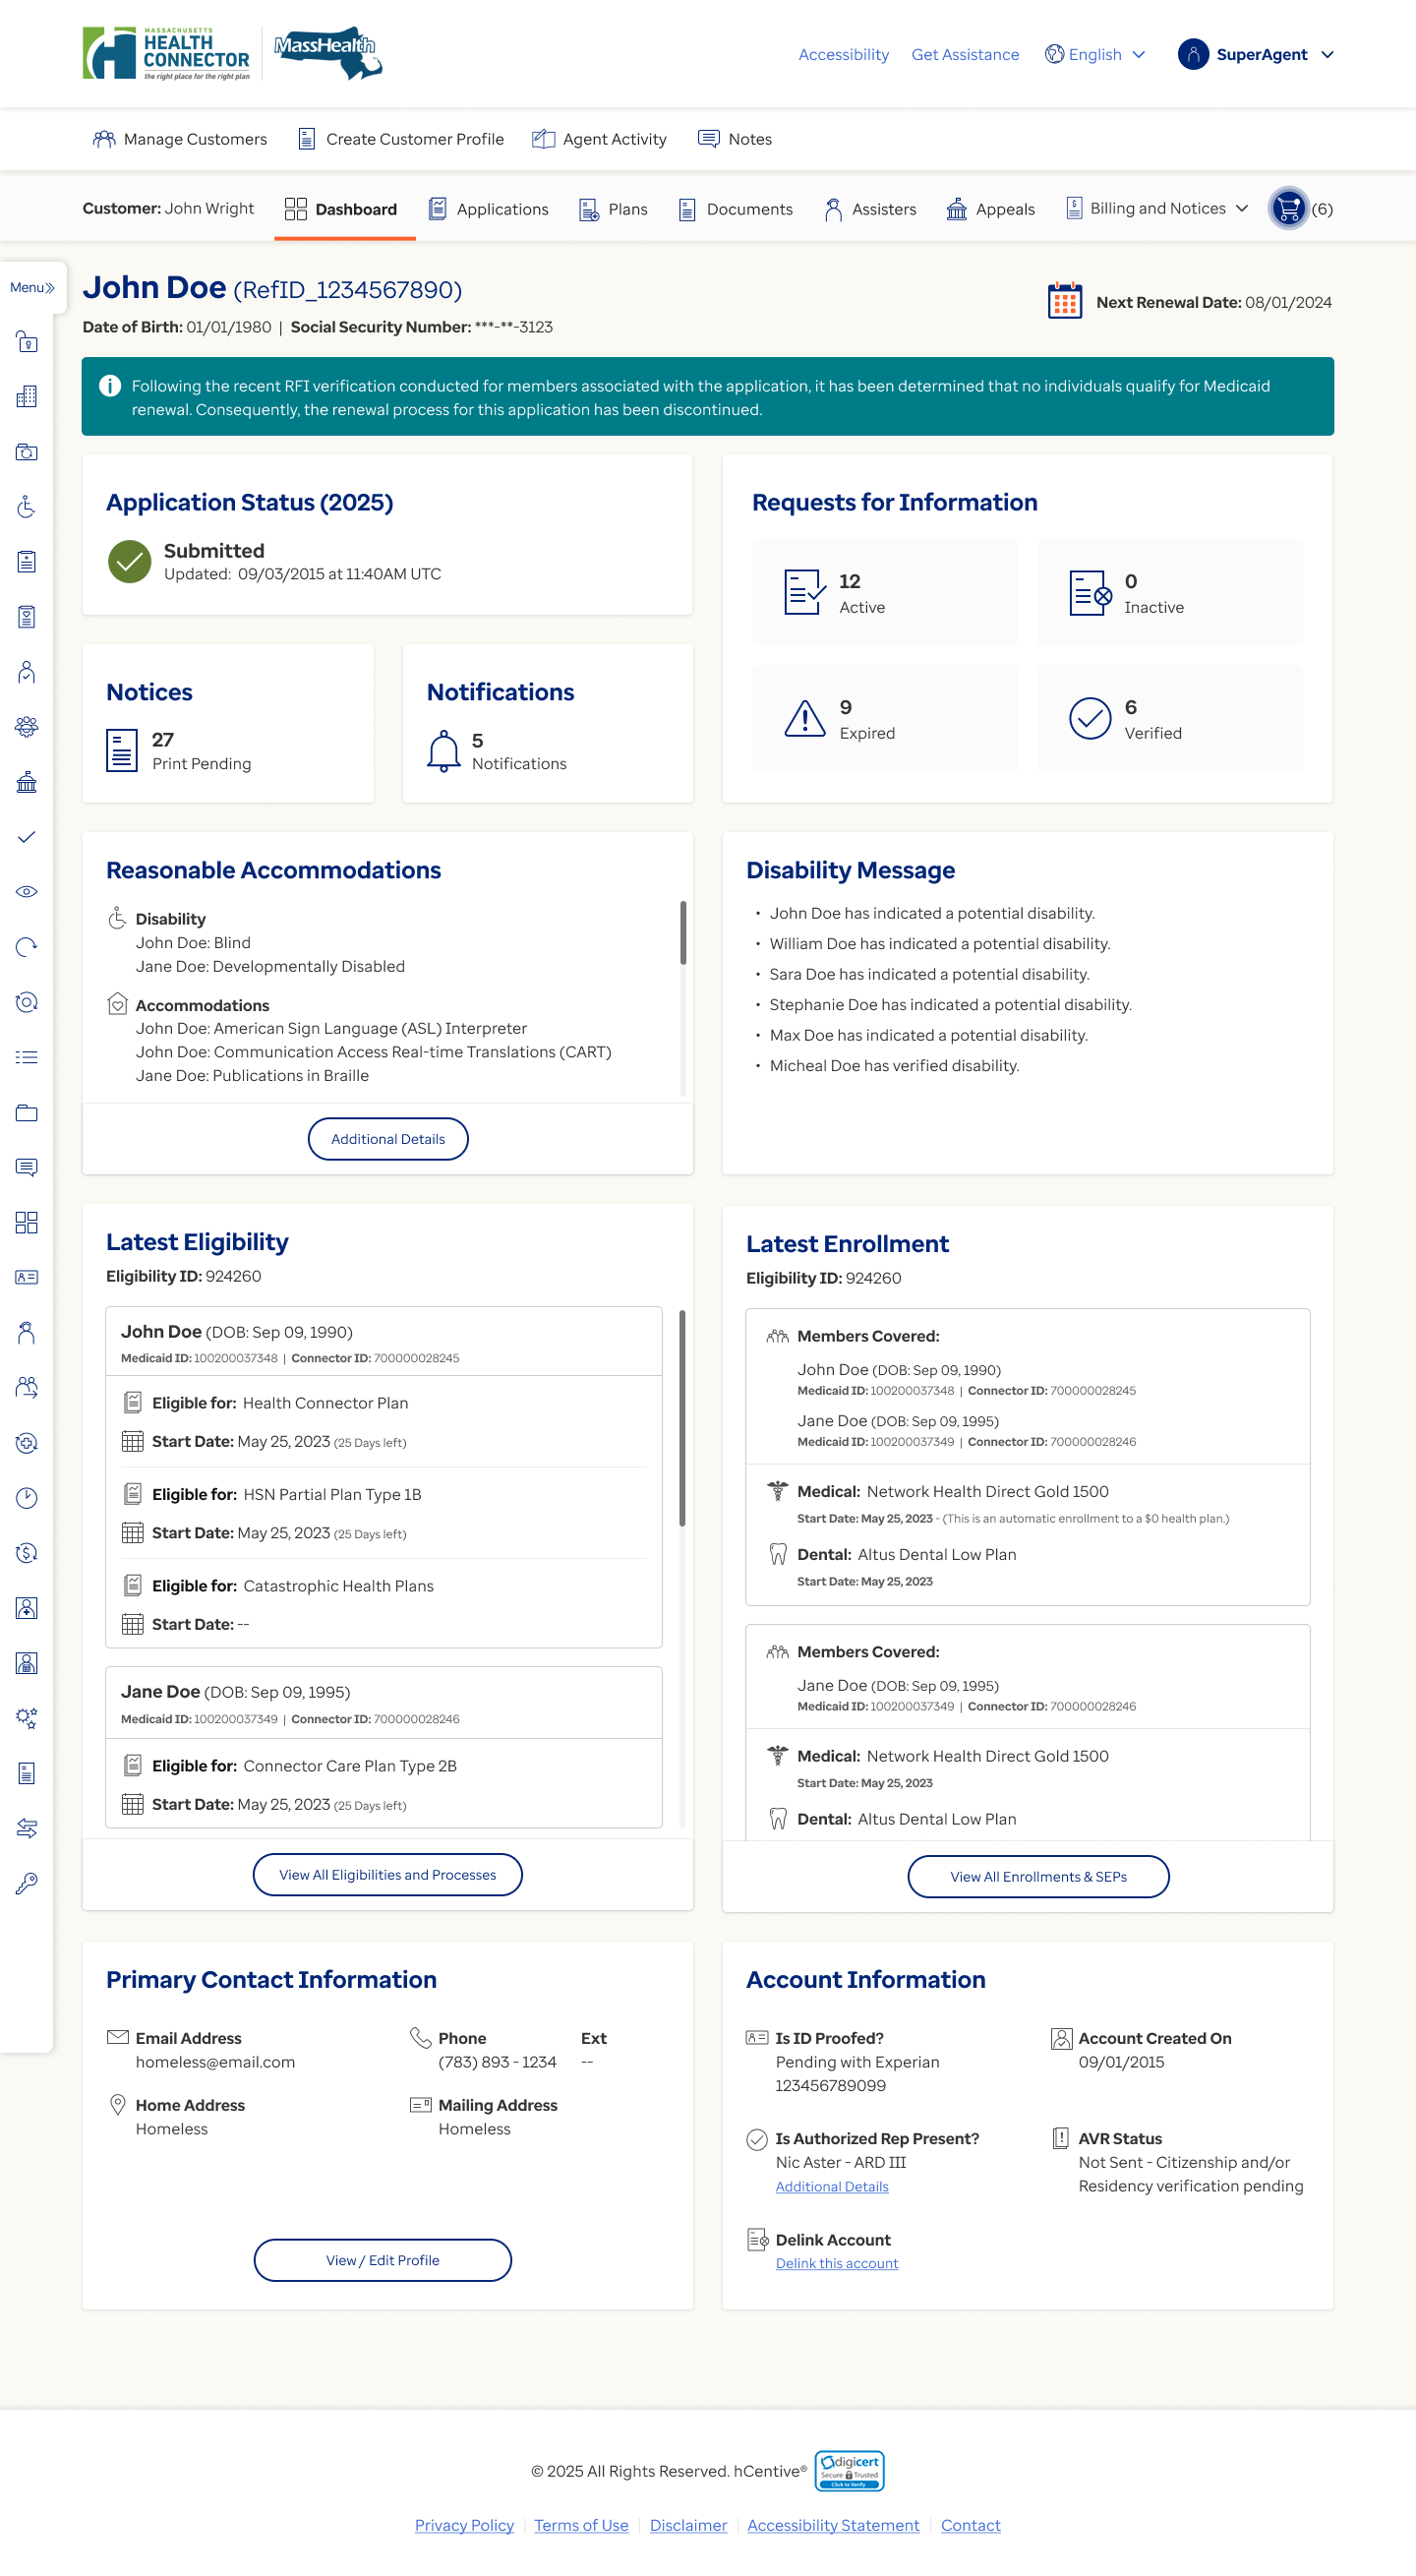 MASSACHUSETTS
HEALTH
CONNECTOR
the right place for the right plan
MassHealth
Accessibility
Get Assistance
English
SuperAgent
Manage Customers
Create Customer Profile
Agent Activity
Notes
Customer: John Wright
Dashboard
Applications
Plans
Documents
Assisters
Appeals
Billing and Notices
(6)
Menu
John Doe (RefID_1234567890)
Date of Birth: 01/01/1980 | Social Security Number: ***-**-3123
Next Renewal Date: 08/01/2024
Following the recent RFI verification conducted for members associated with the application, it has been determined that no individuals qualify for Medicaid
renewal. Consequently, the renewal process for this application has been discontinued.
Application Status (2025)
Submitted
Updated: 09/03/2015 at 11:40AM UTC
Requests for Information
12
Active
0
Inactive
9
Expired
6
Verified
Notices
27
Print Pending
Notifications
5
Notifications
Reasonable Accommodations
Disability
John Doe: Blind
Jane Doe: Developmentally Disabled
Accommodations
John Doe: American Sign Language (ASL) Interpreter
John Doe: Communication Access Real-time Translations (CART)
Jane Doe: Publications in Braille
Additional Details
Disability Message
• John Doe has indicated a potential disability.
• William Doe has indicated a potential disability.
• Sara Doe has indicated a potential disability.
• Stephanie Doe has indicated a potential disability.
• Max Doe has indicated a potential disability.
• Micheal Doe has verified disability.
Latest Eligibility
Eligibility ID: 924260
John Doe (DOB: Sep 09, 1990)
Medicaid ID: 100200037348 | Connector ID: 700000028245
Eligible for: Health Connector Plan
Start Date: May 25, 2023 (25 Days left)
Eligible for: HSN Partial Plan Type 1B
Start Date: May 25, 2023 (25 Days left)
Eligible for: Catastrophic Health Plans
Start Date: --
Jane Doe (DOB: Sep 09, 1995)
Medicaid ID: 100200037349 | Connector ID: 700000028246
Eligible for: Connector Care Plan Type 2B
Start Date: May 25, 2023 (25 Days left)
View All Eligibilities and Processes
Latest Enrollment
Eligibility ID: 924260
Members Covered:
John Doe (DOB: Sep 09, 1990)
Medicaid ID: 100200037348 | Connector ID: 700000028245
Jane Doe (DOB: Sep 09, 1995)
Medicaid ID: 100200037349 | Connector ID: 700000028246
Medical: Network Health Direct Gold 1500
Start Date: May 25, 2023 - (This is an automatic enrollment to a $0 health plan.)
Dental: Altus Dental Low Plan
Start Date: May 25, 2023
Members Covered:
Jane Doe (DOB: Sep 09, 1995)
Medicaid ID: 100200037349 | Connector ID: 700000028246
Medical: Network Health Direct Gold 1500
Start Date: May 25, 2023
Dental: Altus Dental Low Plan
View All Enrollments & SEPs
Primary Contact Information
Email Address
homeless@email.com
Phone
(783) 893 - 1234
Ext
--
Home Address
Homeless
Mailing Address
Homeless
View / Edit Profile
Account Information
Is ID Proofed?
Pending with Experian
123456789099
Account Created On
09/01/2015
Is Authorized Rep Present?
Nic Aster - ARD III
Additional Details
AVR Status
Not Sent - Citizenship and/or
Residency verification pending
Delink Account
Delink this account
© 2025 All Rights Reserved. hCentive®
digicert
Secure Trusted
Click to Verify
Privacy Policy | Terms of Use | Disclaimer | Accessibility Statement | Contact